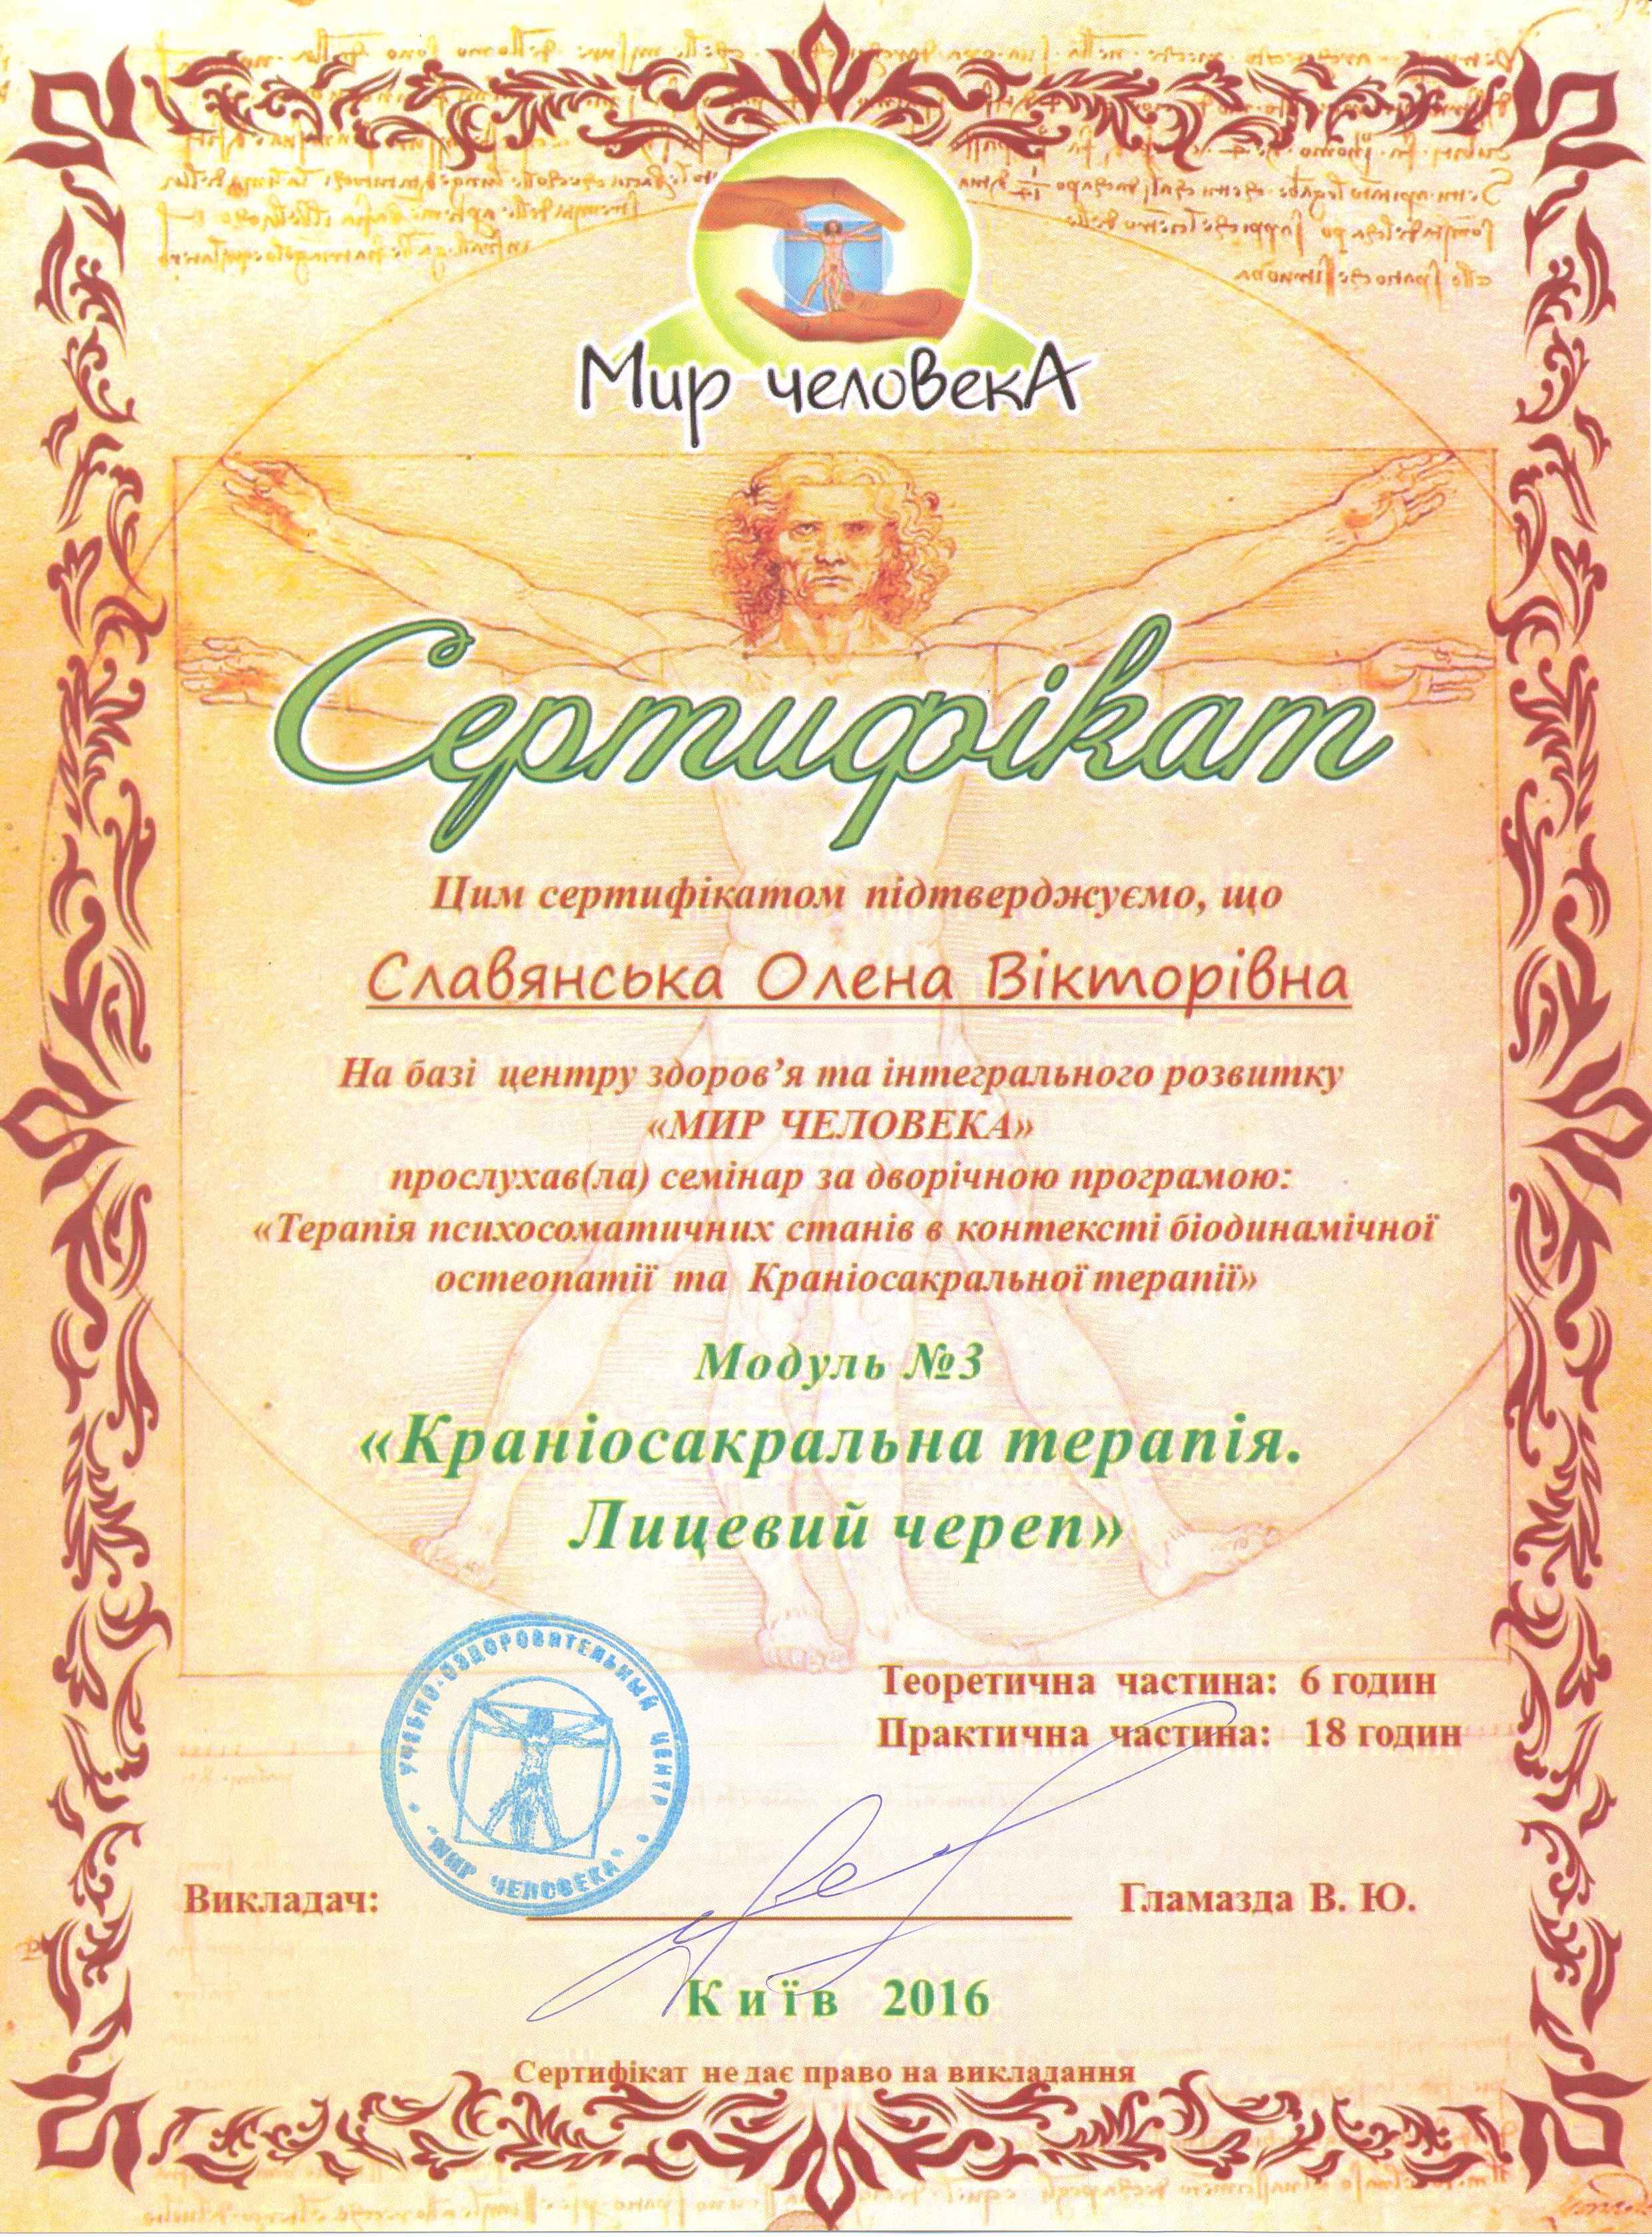 Мир человекА
Сертифікат
Цим сертифікатом підтверджуємо, що
Славянська Олена Вікторівна
На базі центру здоров’я та інтегрального розвитку
«МИР ЧЕЛОВЕКА»
прослухав(ла) семінар за дворічною програмою:
«Терапія психосоматичних станів в контексті біодинамічної
остеопатії та Краніосакральної терапії»
Модуль №3
«Краніосакральна терапія.
Лицевий череп»
УЧЕБНО-ОЗДОРОВИТЕЛЬНЫЙ ЦЕНТР
"МИР ЧЕЛОВЕКА"
Теоретична частина: 6 годин
Практична частина: 18 годин
Викладач:
Гламазда В. Ю.
Київ 2016
Сертифікат не дає право на викладання